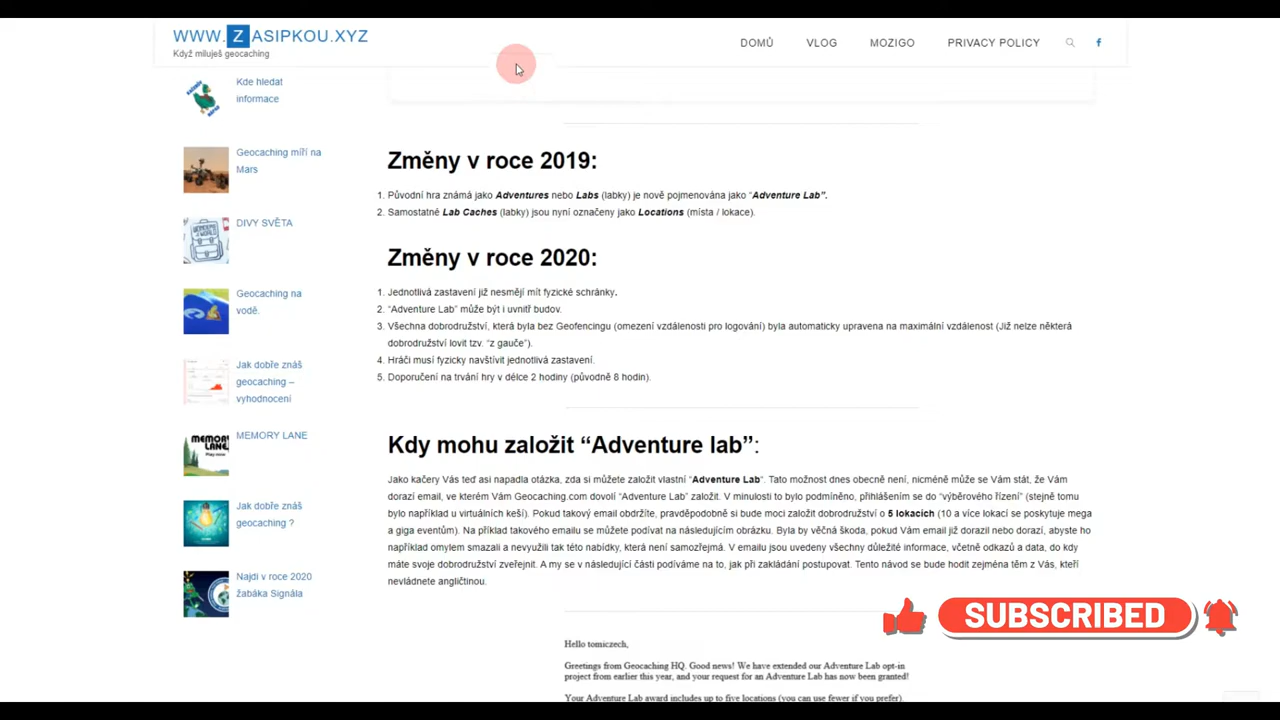 WWW.ZASIPKOU.XYZ
Když miluješ geocaching
DOMŮ
VLOG
MOZIGO
PRIVACY POLICY
Kde hledat
informace
Geocaching míří na
Mars
DIVY SVĚTA
Geocaching na
vodě.
Jak dobře znáš
geocaching –
vyhodnocení
MEMORY LANE
Jak dobře znáš
geocaching ?
Najdi v roce 2020
žabáka Signála
Změny v roce 2019:
1. Původní hra známá jako Adventures nebo Labs (labky) je nově pojmenována jako “Adventure Lab”.
2. Samostatné Lab Caches (labky) jsou nyní označeny jako Locations (místa / lokace).
Změny v roce 2020:
1. Jednotlivá zastavení již nesmějí mít fyzické schránky.
2. “Adventure Lab” může být i uvnitř budov.
3. Všechna dobrodružství, která byla bez Geofencingu (omezení vzdálenosti pro logování) byla automaticky upravena na maximální vzdálenost (Již nelze některá
dobrodružství lovit tzv. “z gauče”).
4. Hráči musí fyzicky navštívit jednotlivá zastavení.
5. Doporučení na trvání hry v délce 2 hodiny (původně 8 hodin).
Kdy mohu založit “Adventure lab”:
Jako kačery Vás teď asi napadla otázka, zda si můžete založit vlastní “Adventure Lab“. Tato možnost dnes obecně není, nicméně může se Vám stát, že Vám
dorazí email, ve kterém Vám Geocaching.com dovolí “Adventure Lab” založit. V minulosti to bylo podmíněno, přihlášením se do “výběrového řízení” (stejně tomu
bylo například u virtuálních keší). Pokud takový email obdržíte, pravděpodobně si bude moci založit dobrodružství o 5 lokacích (10 a více lokací se poskytuje mega
a giga eventům). Na příklad takového emailu se můžete podívat na následujícím obrázku. Byla by věčná škoda, pokud Vám email již dorazil nebo dorazí, abyste ho
například omylem smazali a nevyužili tak této nabídky, která není samozřejmá. V emailu jsou uvedeny všechny důležité informace, včetně odkazů a data, do kdy
máte svoje dobrodružství zveřejnit. A my se v následující části podíváme na to, jak při zakládání postupovat. Tento návod se bude hodit zejména těm z Vás, kteří
nevládnete angličtinou.
SUBSCRIBED
Hello tomiczech,
Greetings from Geocaching HQ. Good news! We have extended our Adventure Lab opt-in
project from earlier this year, and your request for an Adventure Lab has now been granted!
Your Adventure Lab award includes up to five locations (you can use fewer if you prefer).